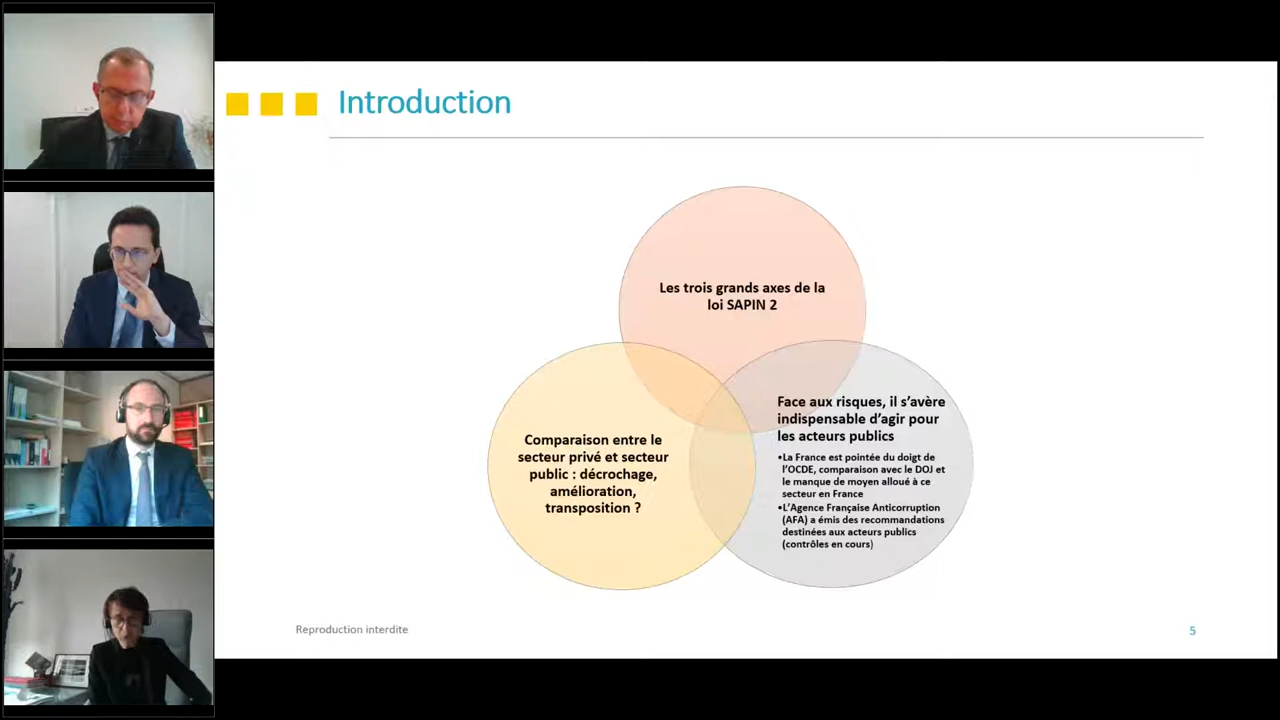 Introduction
Les trois grands axes de la
loi SAPIN 2
Comparaison entre le
secteur privé et secteur
public : décrochage,
amélioration,
transposition ?
Face aux risques, il s’avère
indispensable d’agir pour
les acteurs publics
•La France est pointée du doigt de
l’OCDE, comparaison avec le DOJ et
le manque de moyen alloué à ce
secteur en France
•L’Agence Française Anticorruption
(AFA) a émis des recommandations
destinées aux acteurs publics
(contrôles en cours)
Reproduction interdite
5